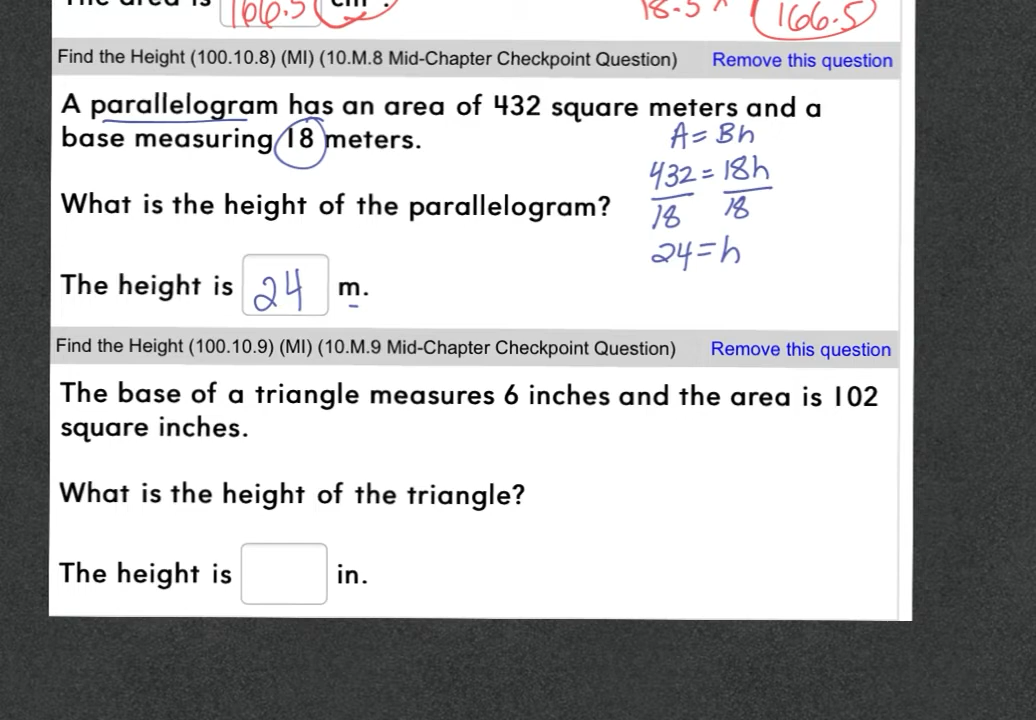 166.5
18.5
166.5
Find the Height (100.10.8) (MI) (10.M.8 Mid-Chapter Checkpoint Question) Remove this question
A parallelogram has an area of 432 square meters and a
base measuring 18 meters.
A = Bh
432 = 18h
18 18
24 = h
What is the height of the parallelogram?
The height is 24 m.
Find the Height (100.10.9) (MI) (10.M.9 Mid-Chapter Checkpoint Question) Remove this question
The base of a triangle measures 6 inches and the area is 102
square inches.
What is the height of the triangle?
The height is in.